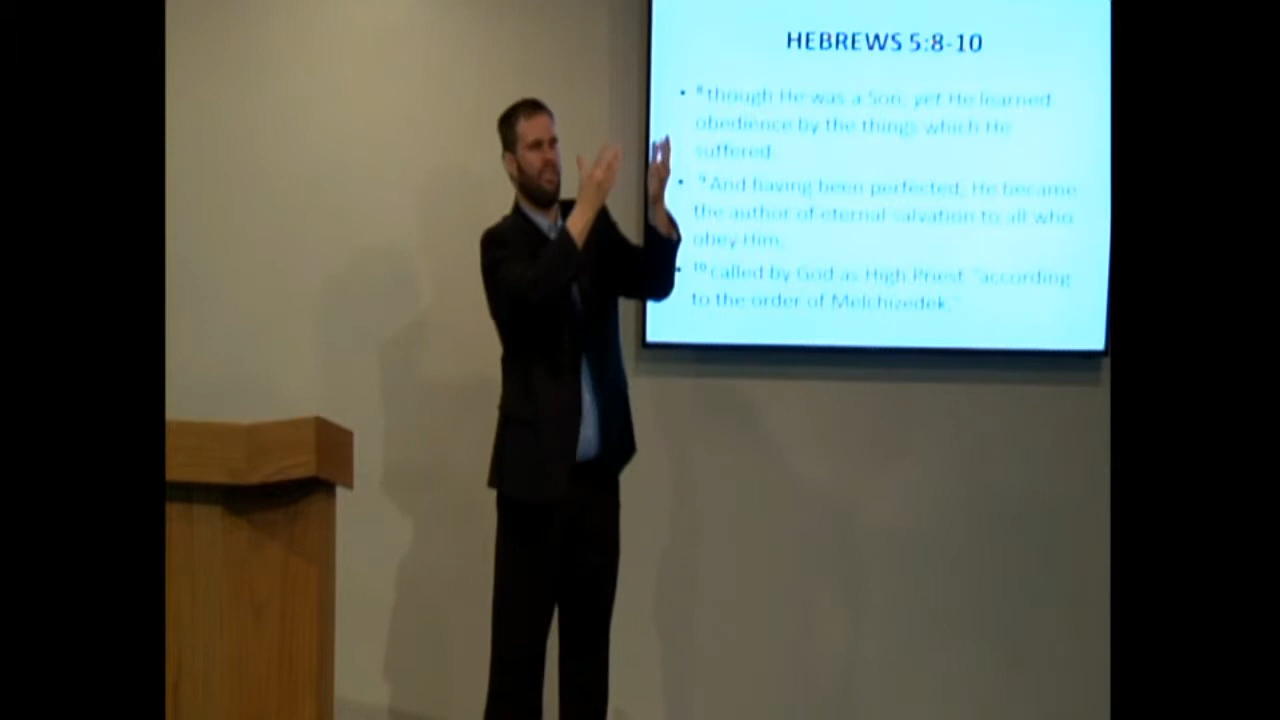 HEBREWS 5:8-10
• 8 though He was a Son, yet He learned
obedience by the things which He
suffered.
• 9 And having been perfected, He became
the author of eternal salvation to all who
obey Him,
• 10 called by God as High Priest "according
to the order of Melchizedek."